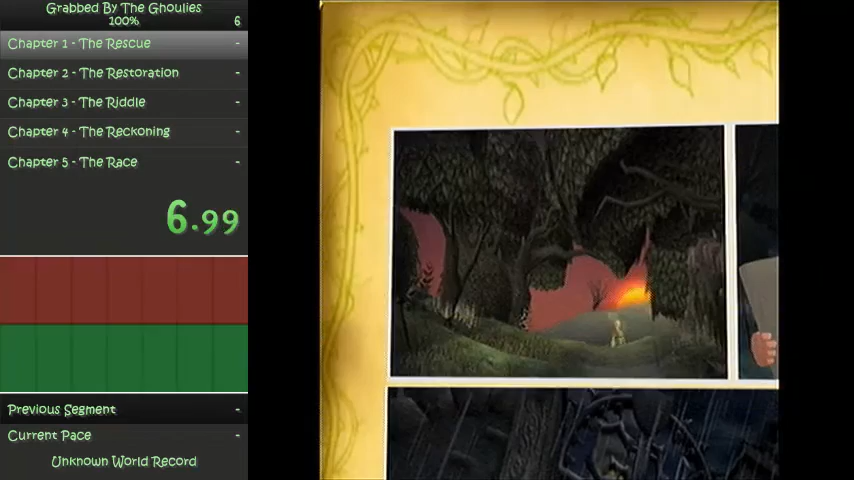 Grabbed By The Ghoulies
100%
6
Chapter 1 - The Rescue -
Chapter 2 - The Restoration -
Chapter 3 - The Riddle -
Chapter 4 - The Reckoning -
Chapter 5 - The Race -
6.99
Previous Segment -
Current Pace -
Unknown World Record